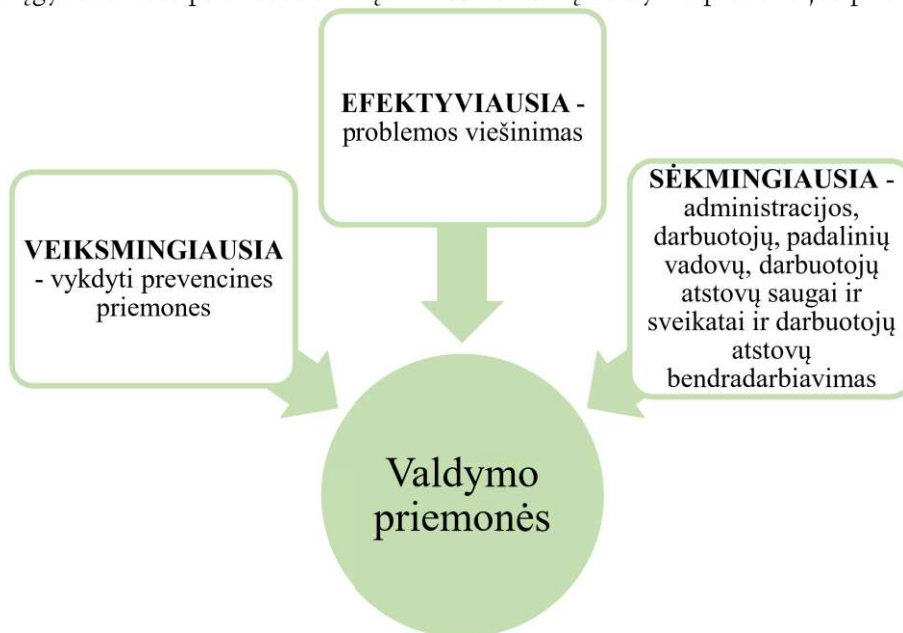 EFEKTYVIAUSIA -
problemos viešinimas
VEIKSMINGIAUSIA
- vykdyti prevencines
priemones
SĖKMINGIAUSIA -
administracijos,
darbuotojų, padalinių
vadovų, darbuotojų
atstovų saugai ir
sveikatai ir darbuotojų
atstovų
bendradarbiavimas
Valdymo
priemonės